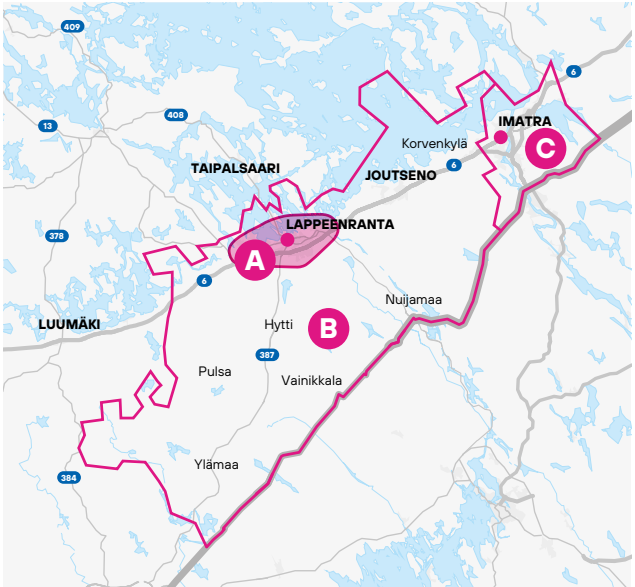 409
6
13
408
IMATRA
Korvenkylä
C
TAIPALSAARI
JOUTSENO
6
LAPPEENRANTA
378
A
6
Nuijamaa
LUUMÄKI
Hytti
B
387
Pulsa
Vainikkala
Ylämaa
384